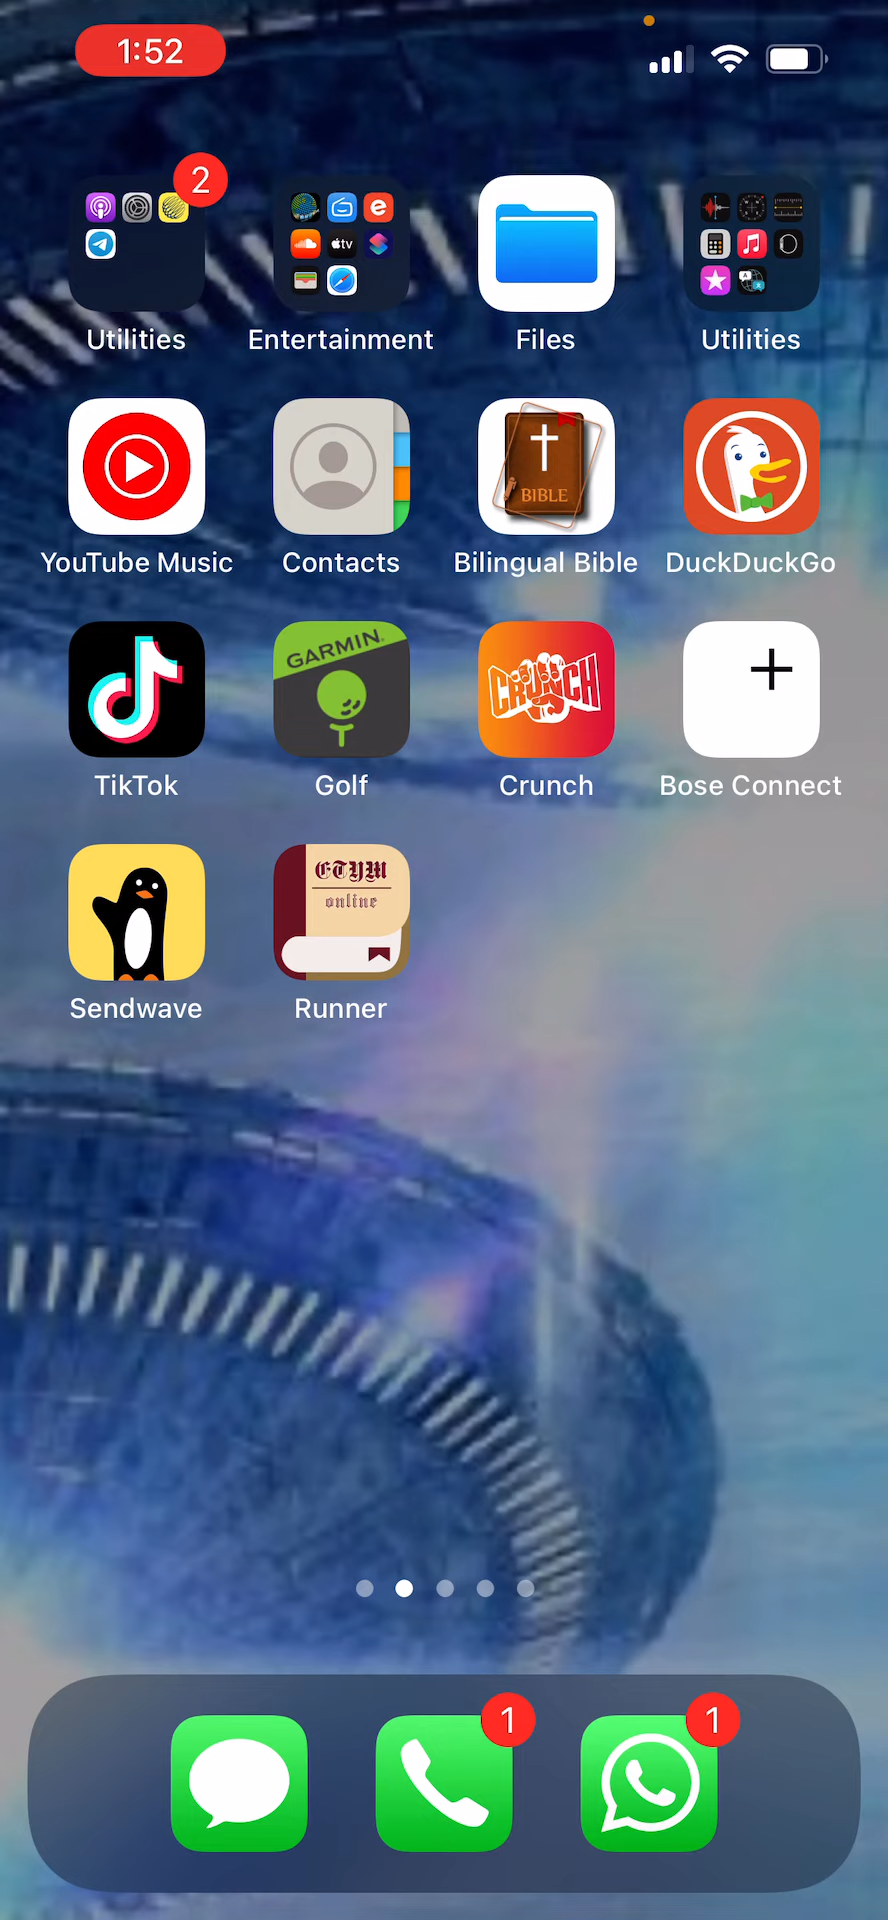 1:52
2
Utilities
Entertainment
Files
Utilities
BIBLE
YouTube Music
Contacts
Bilingual Bible
DuckDuckGo
GARMIN
CRUNCH
TikTok
Golf
Crunch
Bose Connect
ETYM
online
Sendwave
Runner
1
1